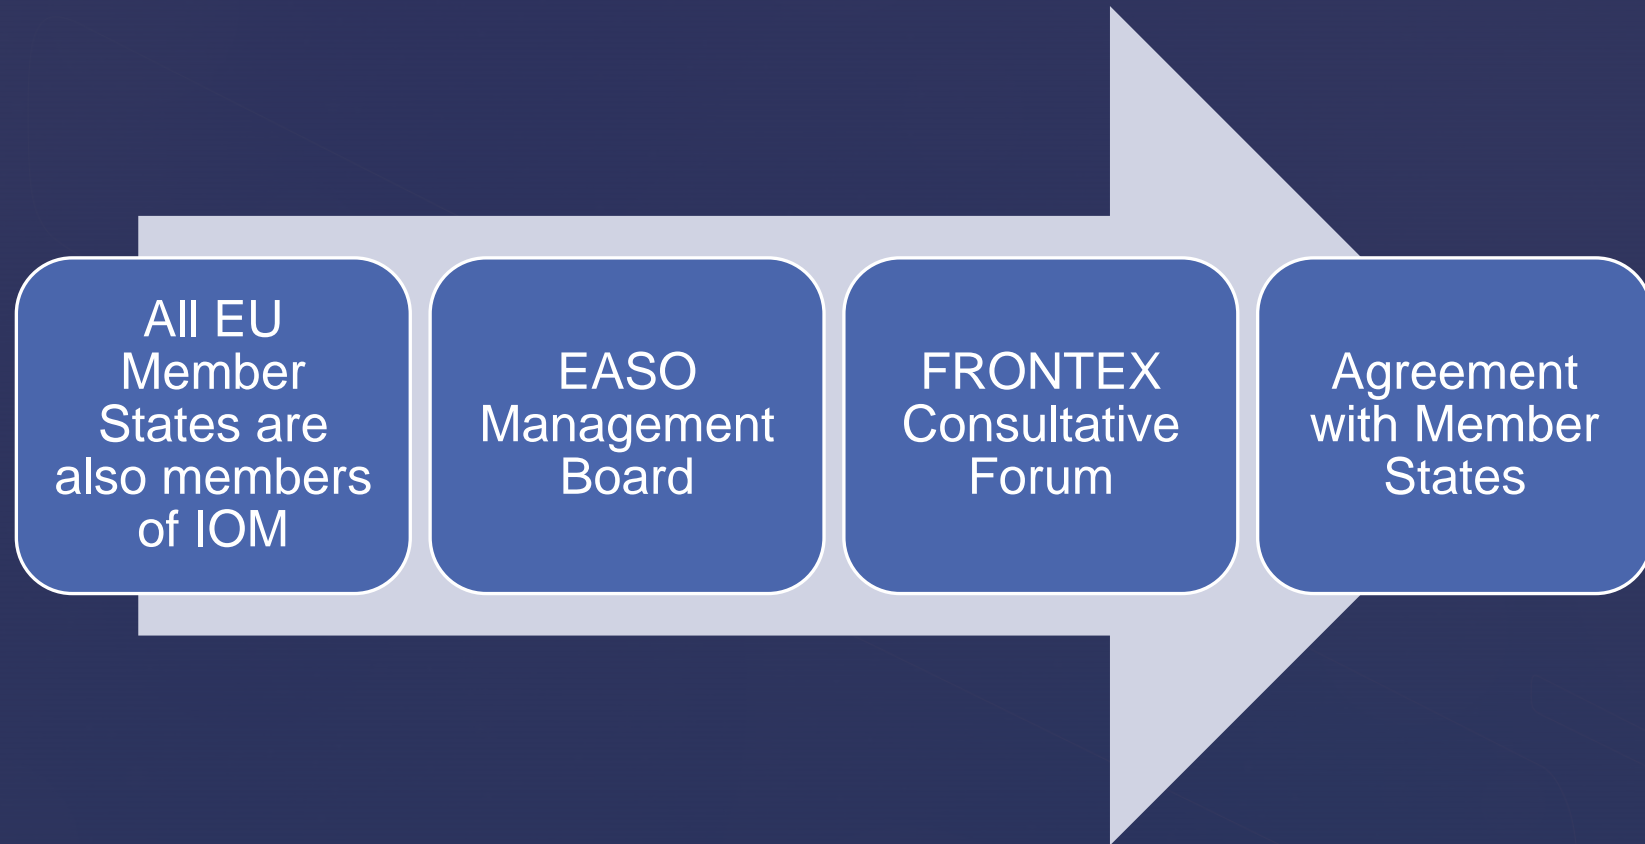 All EU
Member
States are
also members
of IOM
EASO
Management
Board
FRONTEX
Consultative
Forum
Agreement
with Member
States